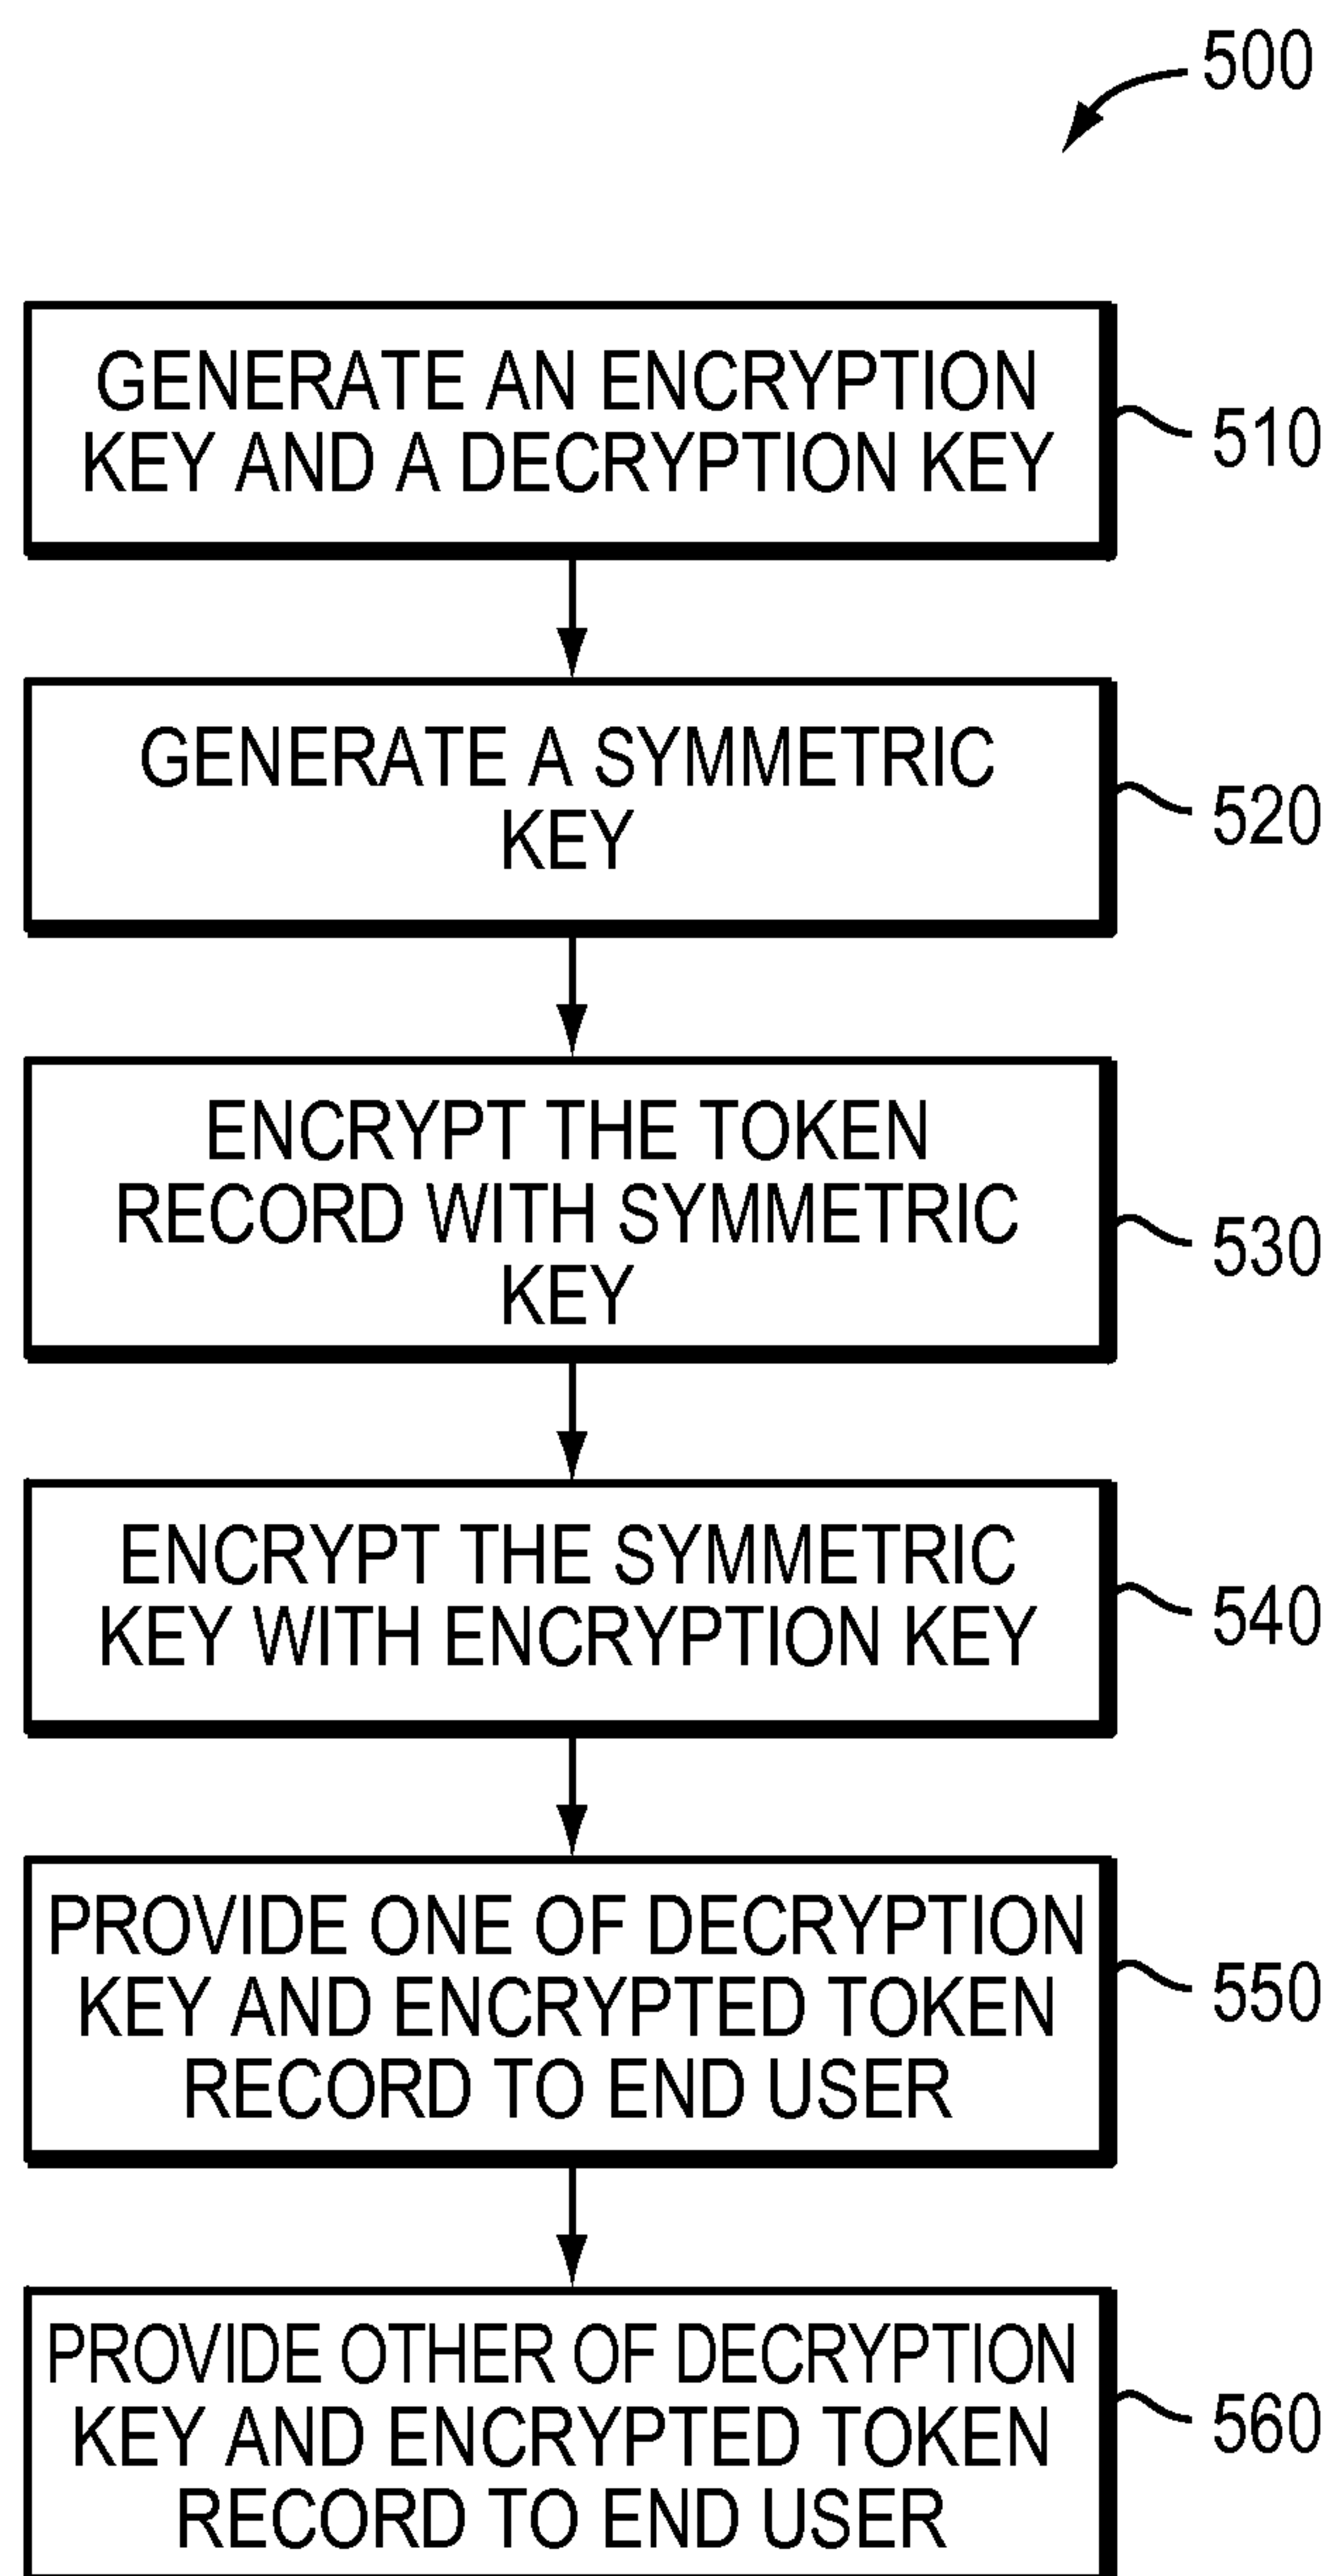 500
GENERATE AN ENCRYPTION
KEY AND A DECRYPTION KEY
510
GENERATE A SYMMETRIC
KEY
520
ENCRYPT THE TOKEN
RECORD WITH SYMMETRIC
KEY
530
ENCRYPT THE SYMMETRIC
KEY WITH ENCRYPTION KEY
540
PROVIDE ONE OF DECRYPTION
KEY AND ENCRYPTED TOKEN
RECORD TO END USER
550
PROVIDE OTHER OF DECRYPTION
KEY AND ENCRYPTED TOKEN
RECORD TO END USER
560